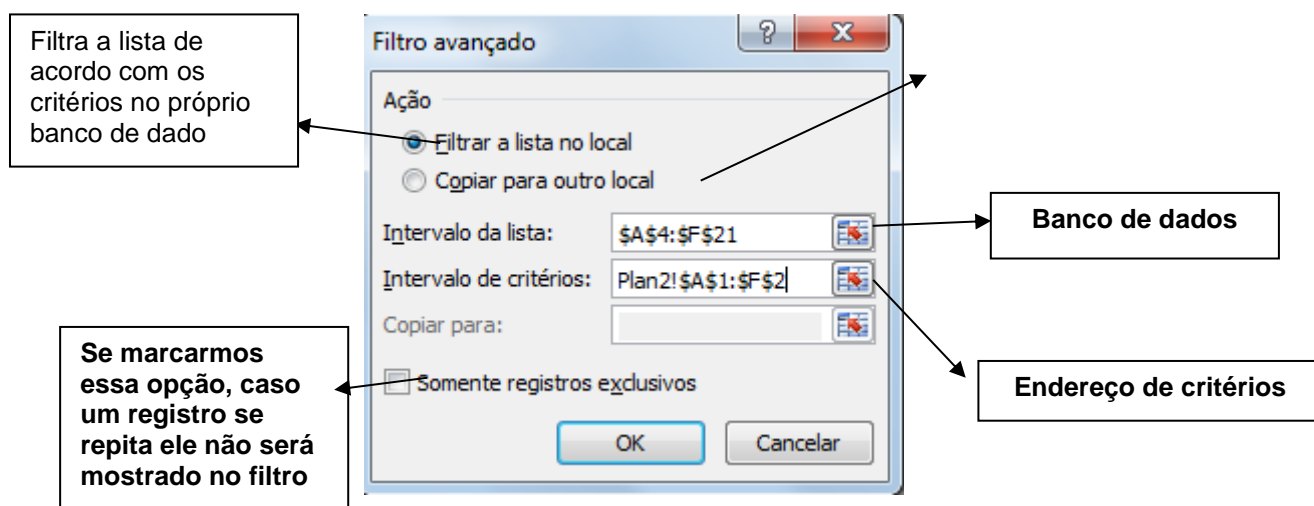 Filtra a lista de
acordo com os
critérios no próprio
banco de dado
Filtro avançado
Ação
Filtrar a lista no local
Copiar para outro local
Intervalo da lista: $A$4:$F$21
Intervalo de critérios: Plan2!$A$1:$F$2
Copiar para:
Somente registros exclusivos
OK Cancelar
Banco de dados
Endereço de critérios
Se marcarmos
essa opção, caso
um registro se
repita ele não será
mostrado no filtro